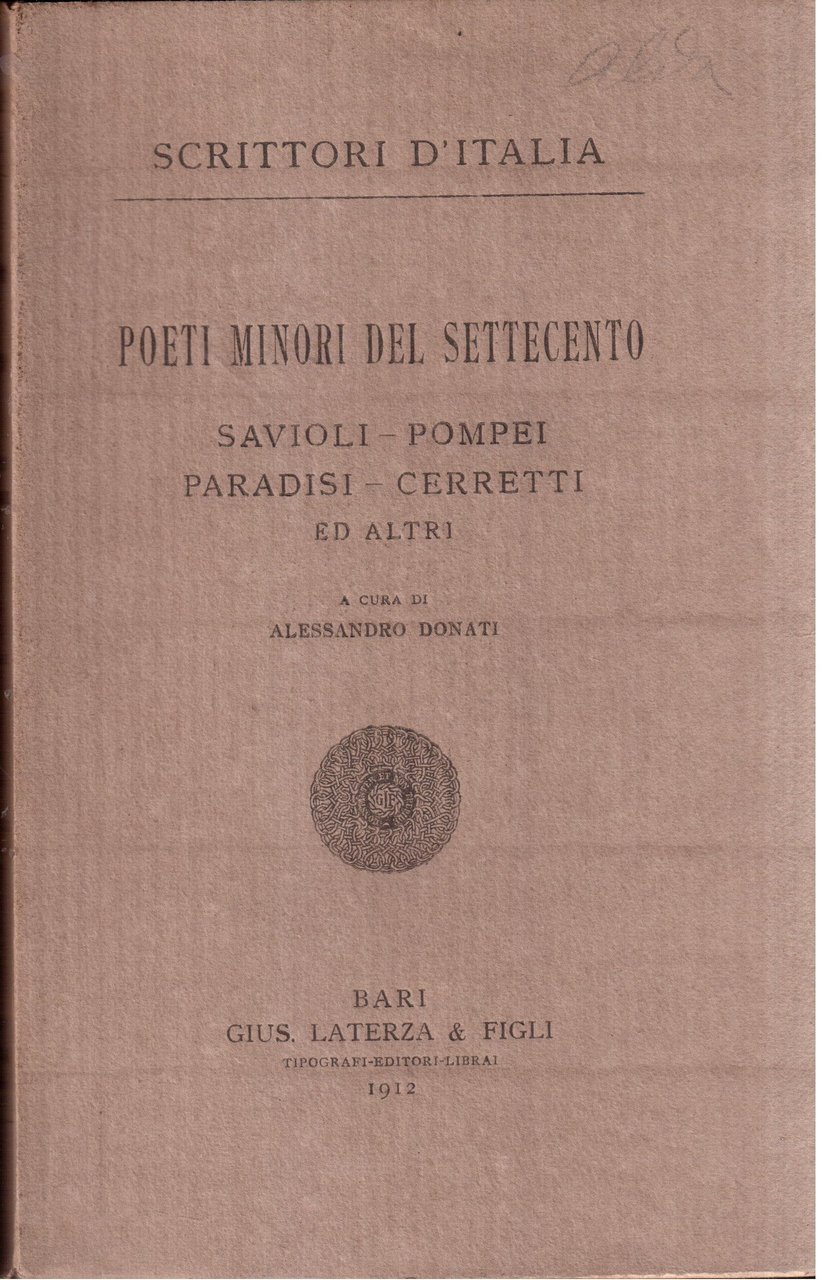 SCRITTORI D'ITALIA
POETI MINORI DEL SETTECENTO
SAVIOLI - POMPEI
PARADISI - CERRETTI
ED ALTRI
A CURA DI
ALESSANDRO DONATI
BARI
GIUS. LATERZA & FIGLI
TIPOGRAFI-EDITORI-LIBRAI
1912